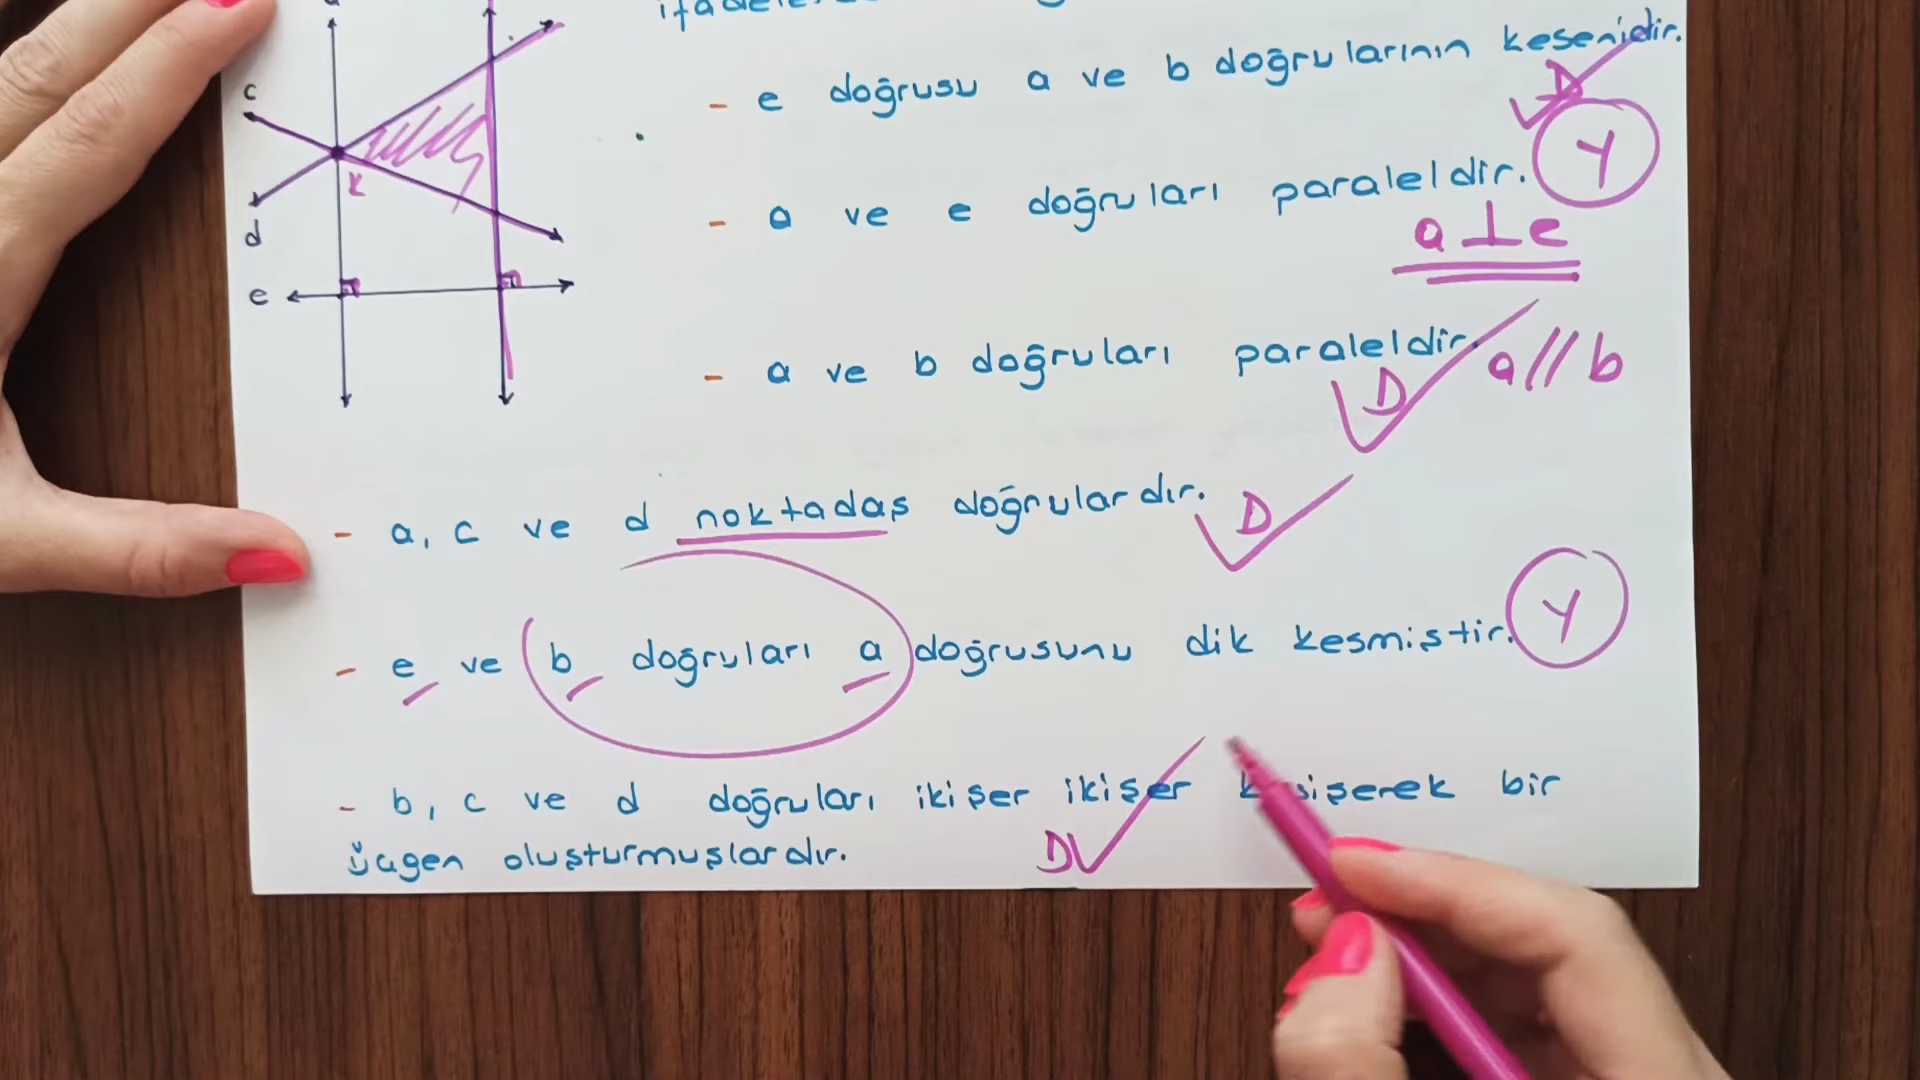 c
K
d
e
- e doğrusu a ve b doğrularının kesenidir. D
- a ve e doğruları paraleldir. Y
a ⊥ e
- a ve b doğruları paraleldir. D a // b
- a, c ve d noktadaş doğrulardır. D
- e ve b doğruları a doğrusunu dik kesmiştir. Y
- b, c ve d doğruları ikişer ikişer kesişerek bir
üçgen oluşturmuşlardır. D